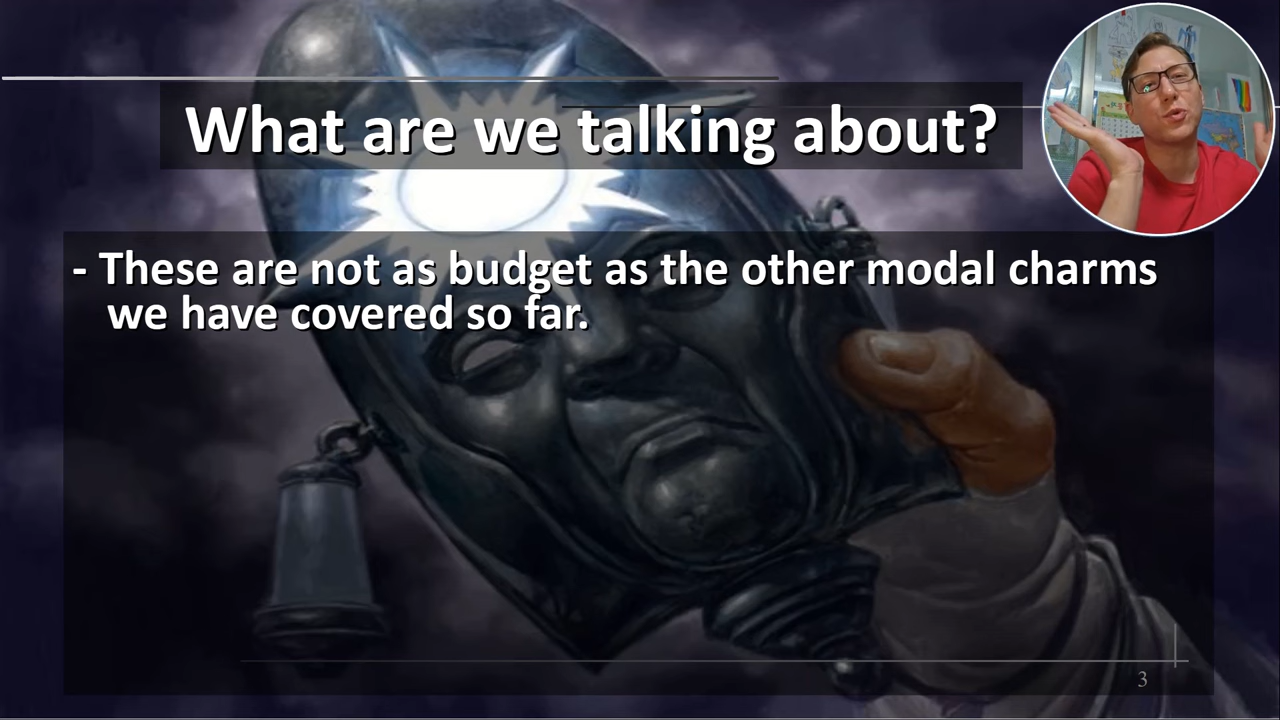 What are we talking about?
- These are not as budget as the other modal charms
we have covered so far.
3